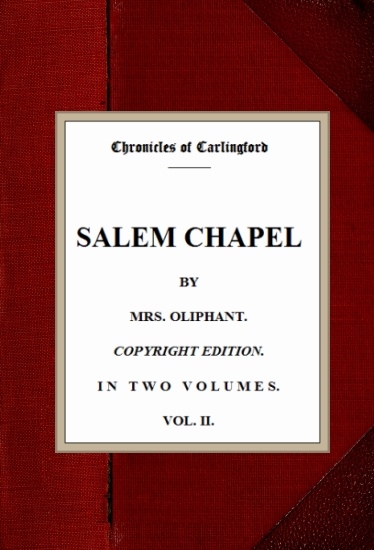 Chronicles of Carlingford
SALEM CHAPEL
BY
MRS. OLIPHANT.
COPYRIGHT EDITION.
IN TWO VOLUMES.
VOL. II.